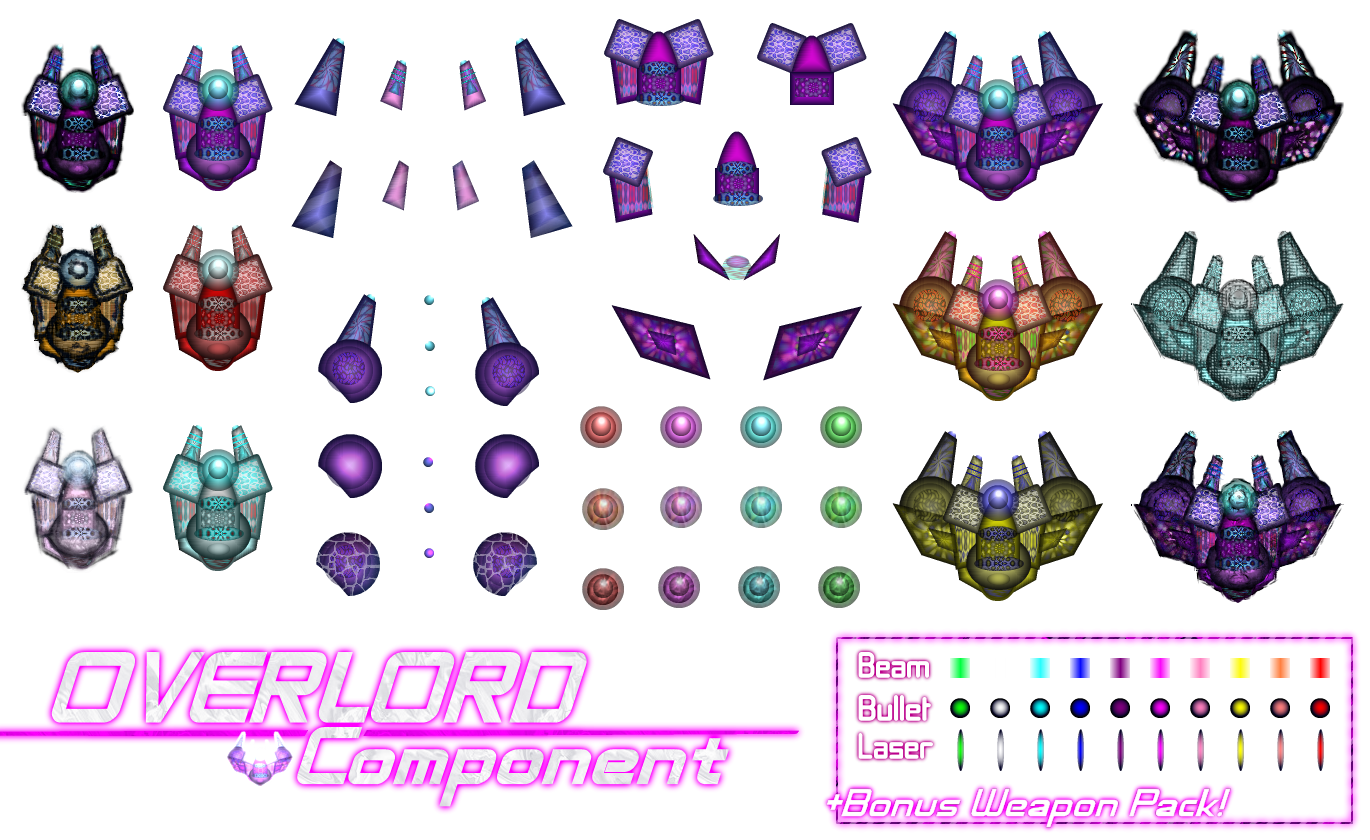 OVERLORD
Component
Beam
Bullet
Laser
+Bonus Weapon Pack!